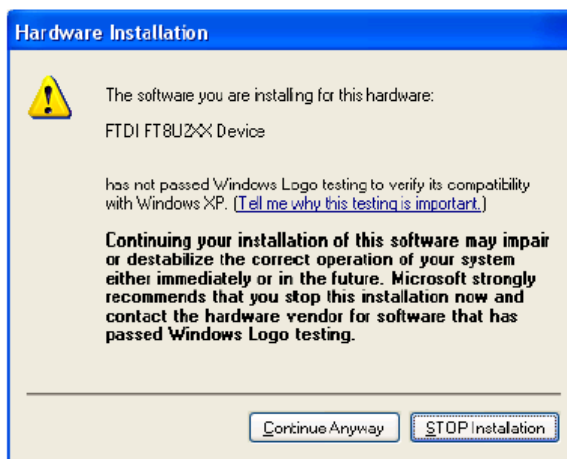 Hardware Installation
The software you are installing for this hardware:
FTDI FT8U2XX Device
has not passed Windows Logo testing to verify its compatibility
with Windows XP. (Tell me why this testing is important.)
Continuing your installation of this software may impair
or destabilize the correct operation of your system
either immediately or in the future. Microsoft strongly
recommends that you stop this installation now and
contact the hardware vendor for software that has
passed Windows Logo testing.
Continue Anyway
STOP Installation